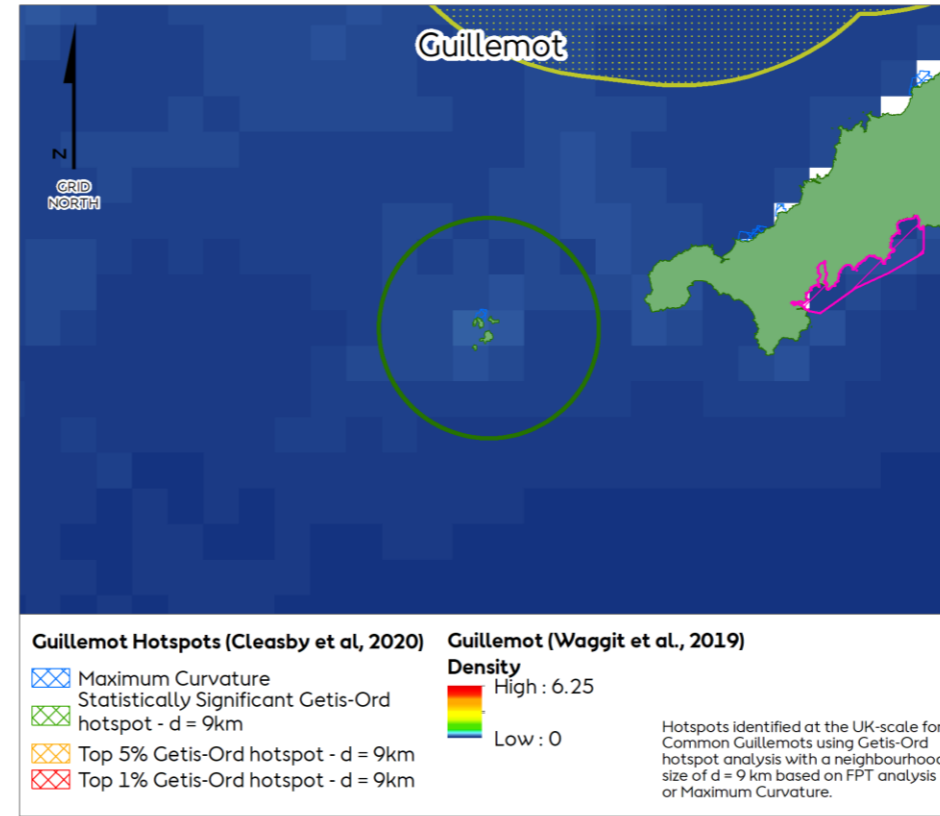 Guillemot
N
GRID
NORTH
Guillemot Hotspots (Cleasby et al, 2020)
Maximum Curvature
Statistically Significant Getis-Ord
hotspot - d = 9km
Top 5% Getis-Ord hotspot - d = 9km
Top 1% Getis-Ord hotspot - d = 9km
Guillemot (Waggit et al., 2019)
Density
High : 6.25
Low : 0
Hotspots identified at the UK-scale for
Common Guillemots using Getis-Ord
hotspot analysis with a neighbourhood
size of d = 9 km based on FPT analysis
or Maximum Curvature.